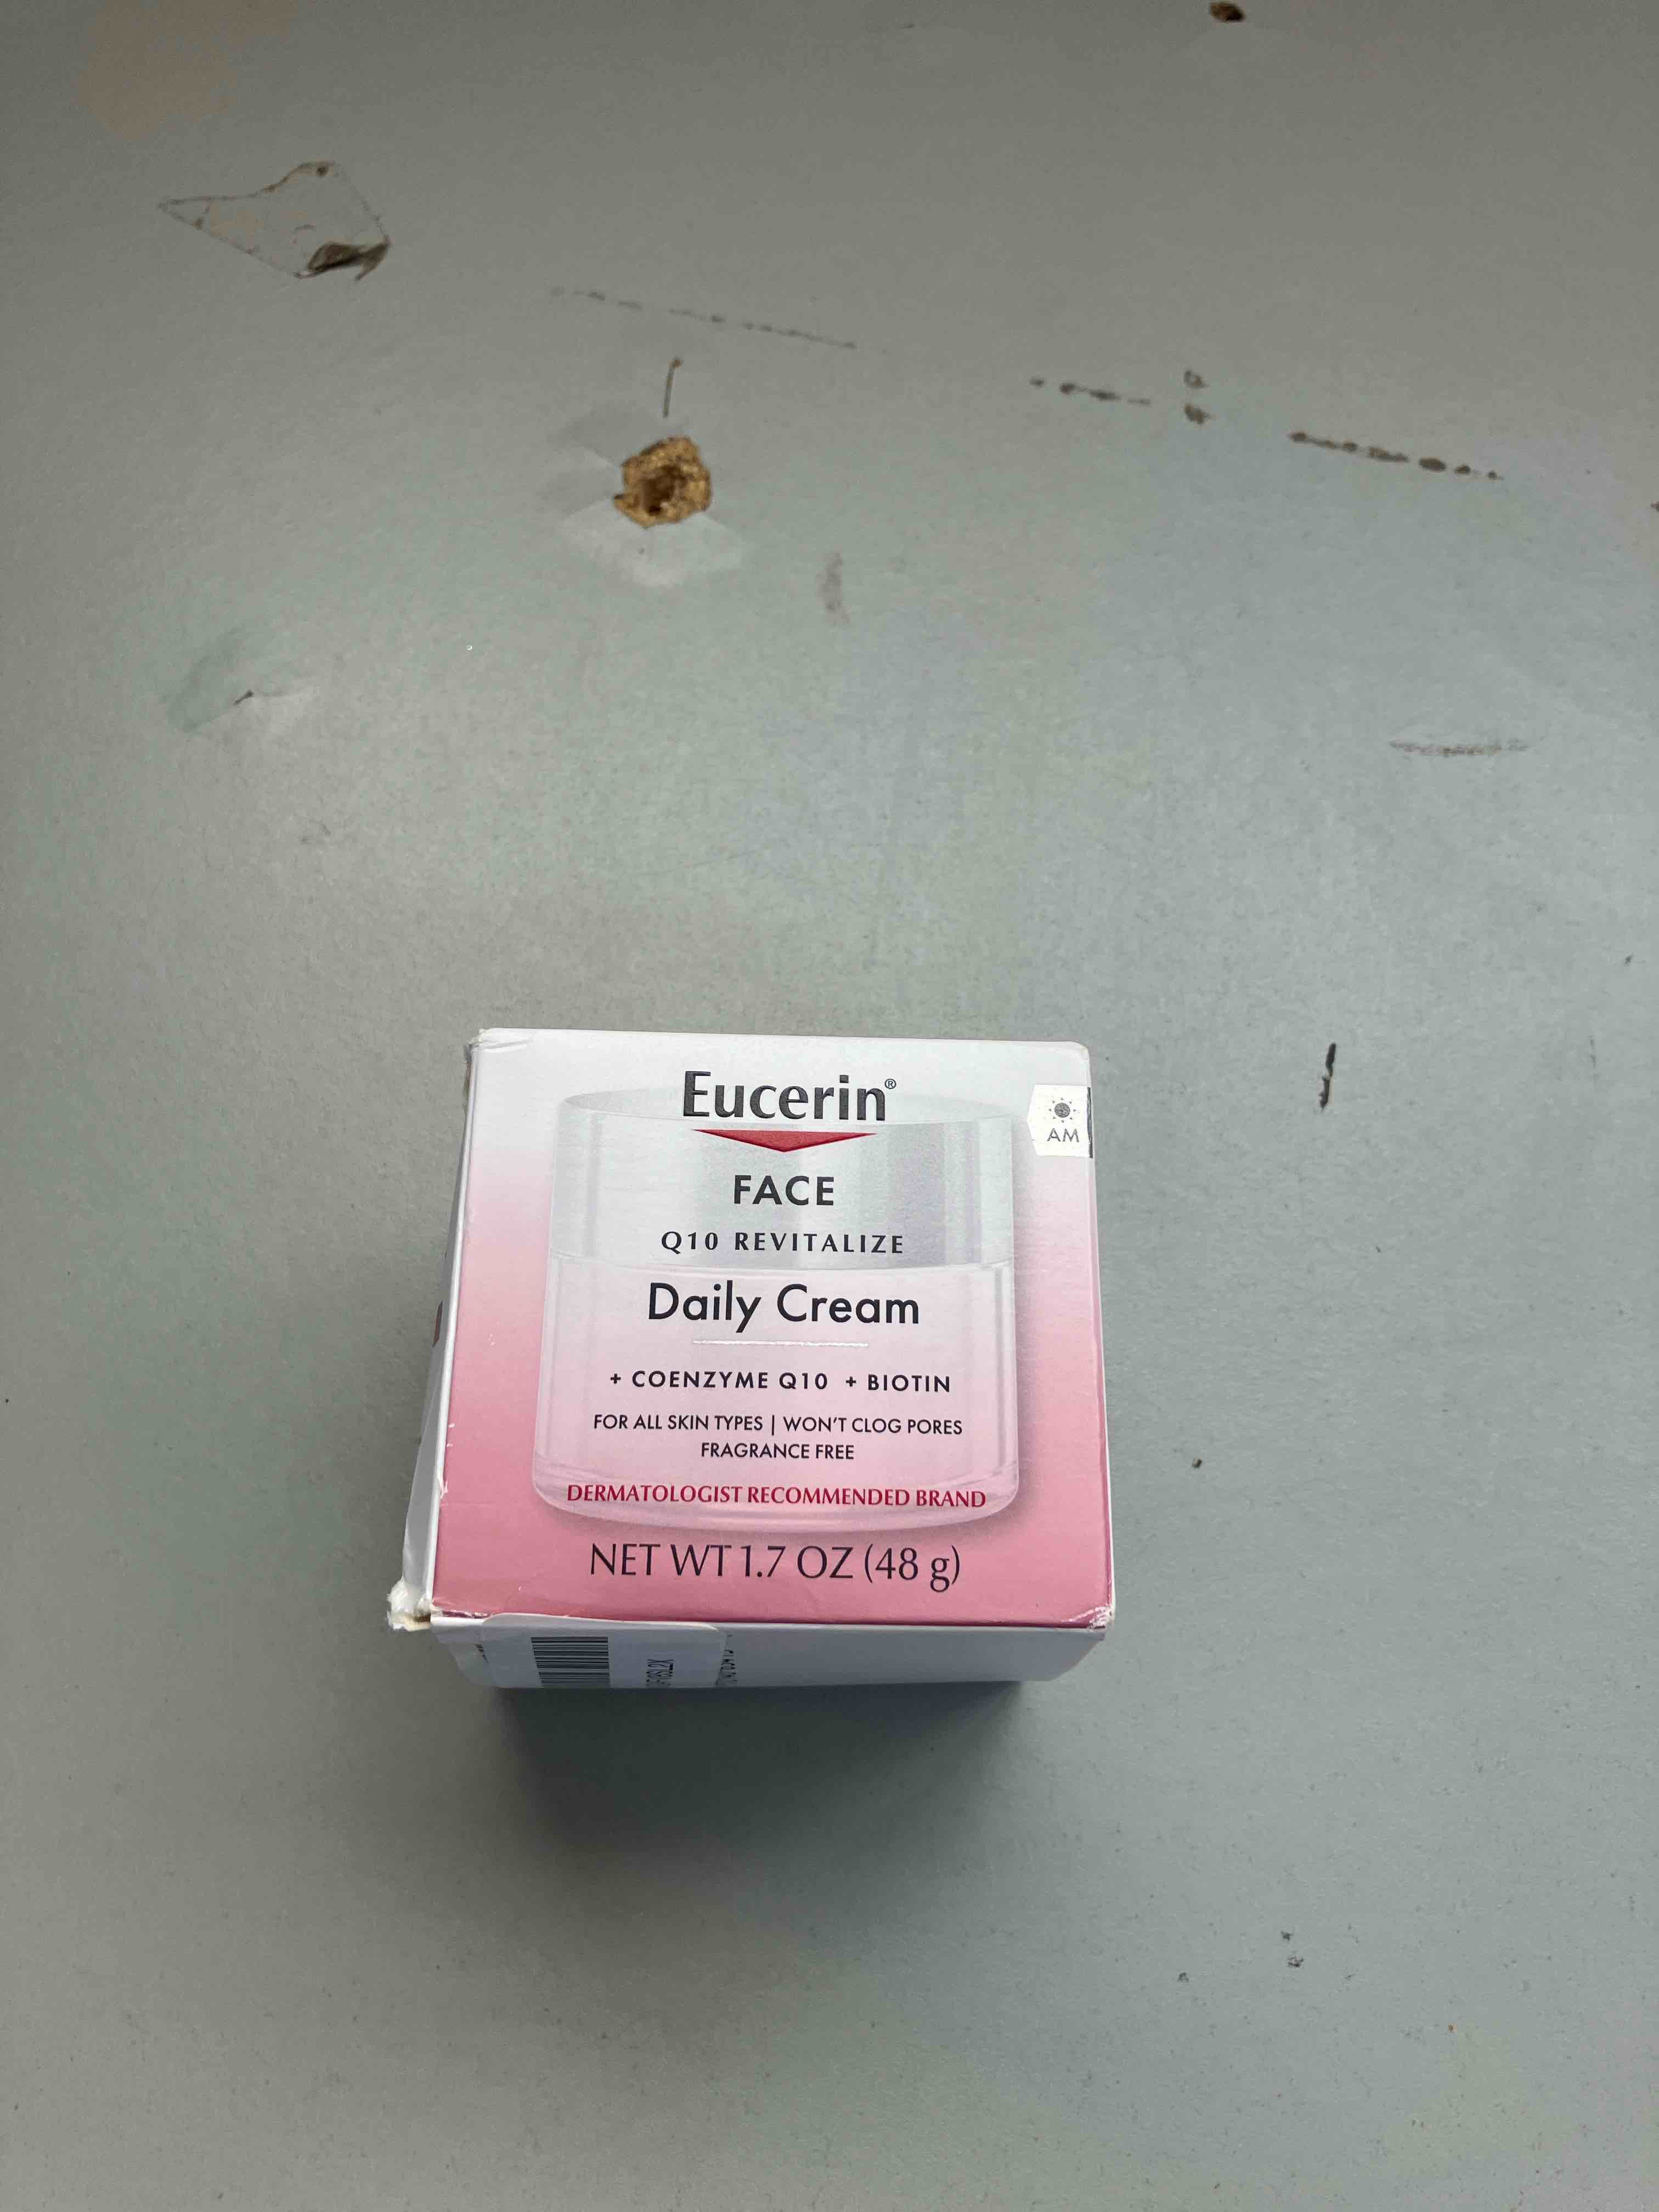 Eucerin®
AM
FACE
Q10 REVITALIZE
Daily Cream
+ COENZYME Q10 + BIOTIN
FOR ALL SKIN TYPES | WON'T CLOG PORES
FRAGRANCE FREE
DERMATOLOGIST RECOMMENDED BRAND
NET WT 1.7 OZ (48 g)